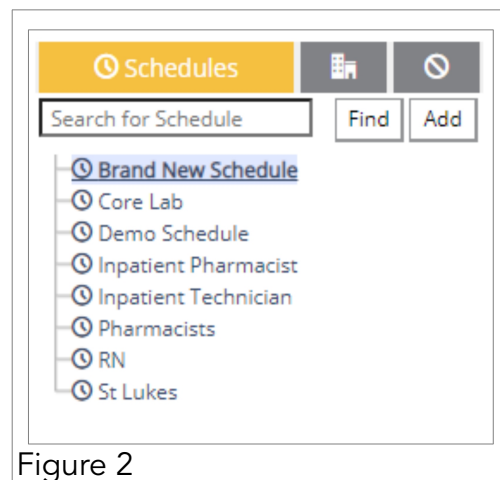 Schedules
Search for Schedule Find Add
Brand New Schedule
Core Lab
Demo Schedule
Inpatient Pharmacist
Inpatient Technician
Pharmacists
RN
St Lukes
Figure 2